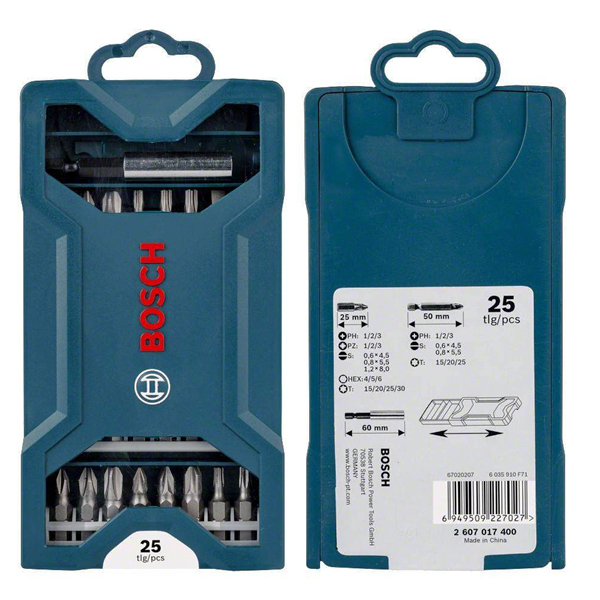 BOSCH
25
tlg/pcs
25 mm
50 mm
25
tlg/pcs
PH: 1/2/3
PZ: 1/2/3
S: 0,6×4,5
0,8×5,5
1,2×8,0
HEX: 4/5/6
T: 15/20/25/30
PH: 1/2/3
S: 0,6×4,5
0,8×5,5
T: 15/20/25
60 mm
BOSCH
Robert Bosch Power Tools GmbH
70538 Stuttgart
GERMANY
www.bosch-pt.com
67020207 6 035 910 F71
6 949509 227027 >
2 607 017 400
Made in China